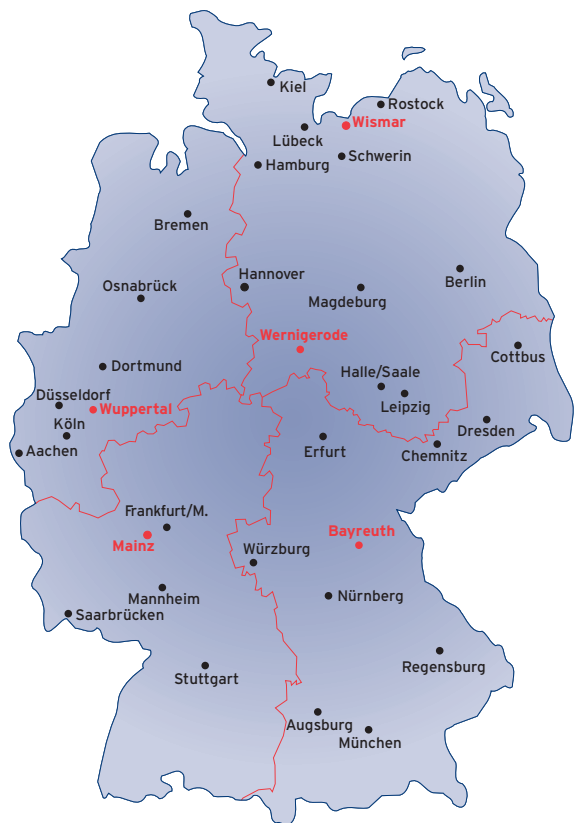 Kiel
Rostock
Wismar
Lübeck
Schwerin
Hamburg
Bremen
Hannover
Osnabrück
Magdeburg
Berlin
Wernigerode
Cottbus
Dortmund
Halle/Saale
Düsseldorf
Leipzig
Wuppertal
Köln
Dresden
Aachen
Erfurt
Chemnitz
Frankfurt/M.
Mainz
Bayreuth
Würzburg
Mannheim
Nürnberg
Saarbrücken
Regensburg
Stuttgart
Augsburg
München